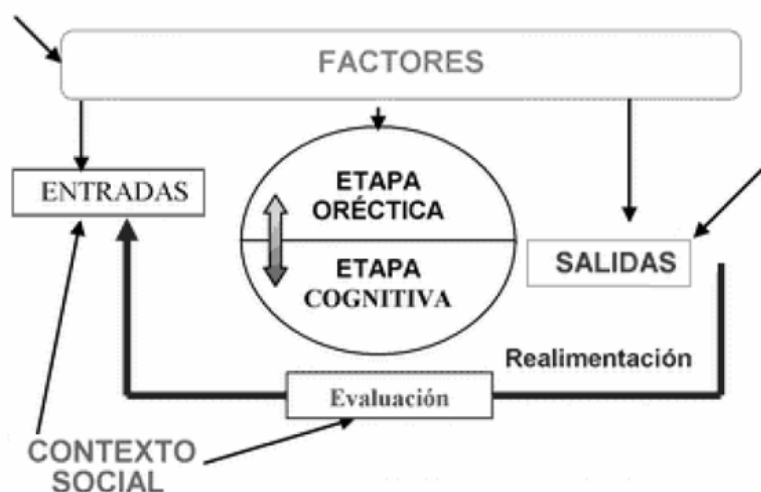 FACTORES
ENTRADAS
ETAPA
ORÉCTICA
ETAPA
COGNITIVA
SALIDAS
Realimentación
Evaluación
CONTEXTO
SOCIAL